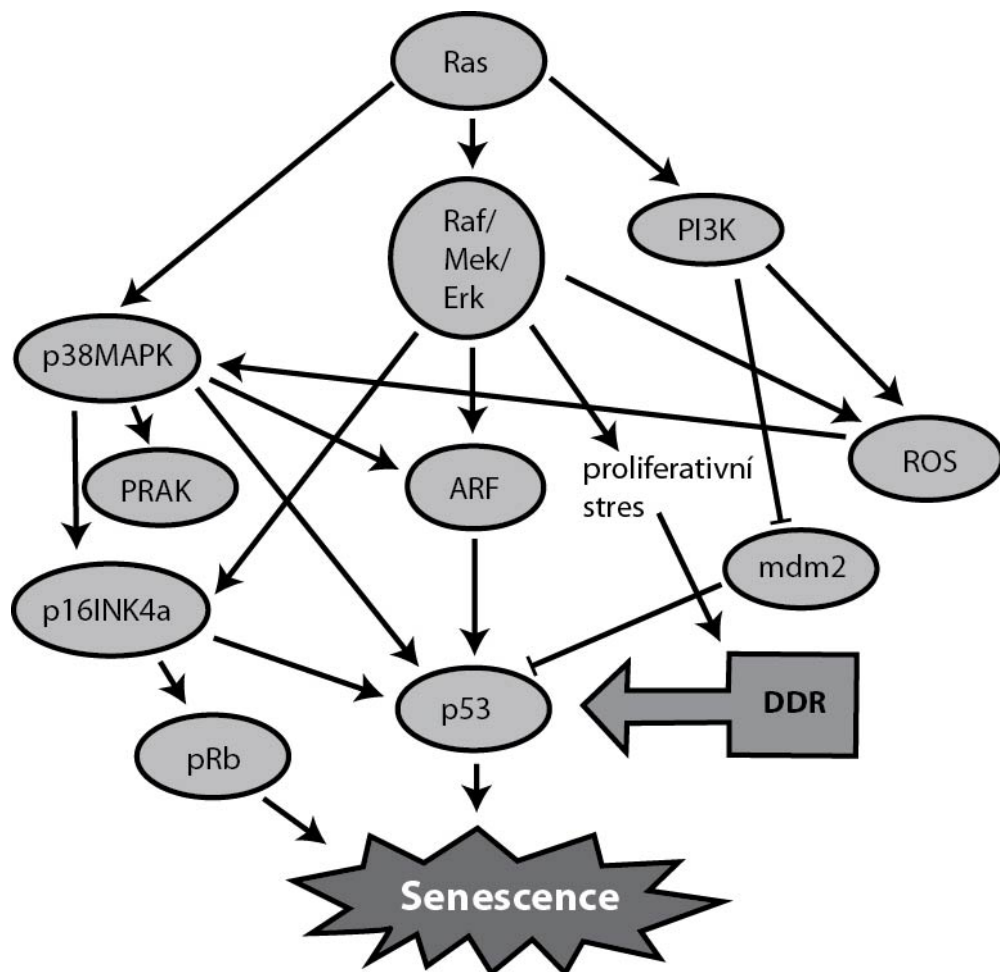 Ras
Raf/
Mek/
Erk
PI3K
p38MAPK
PRAK
ARF
proliferativní
stres
ROS
mdm2
p16INK4a
p53
DDR
pRb
Senescence